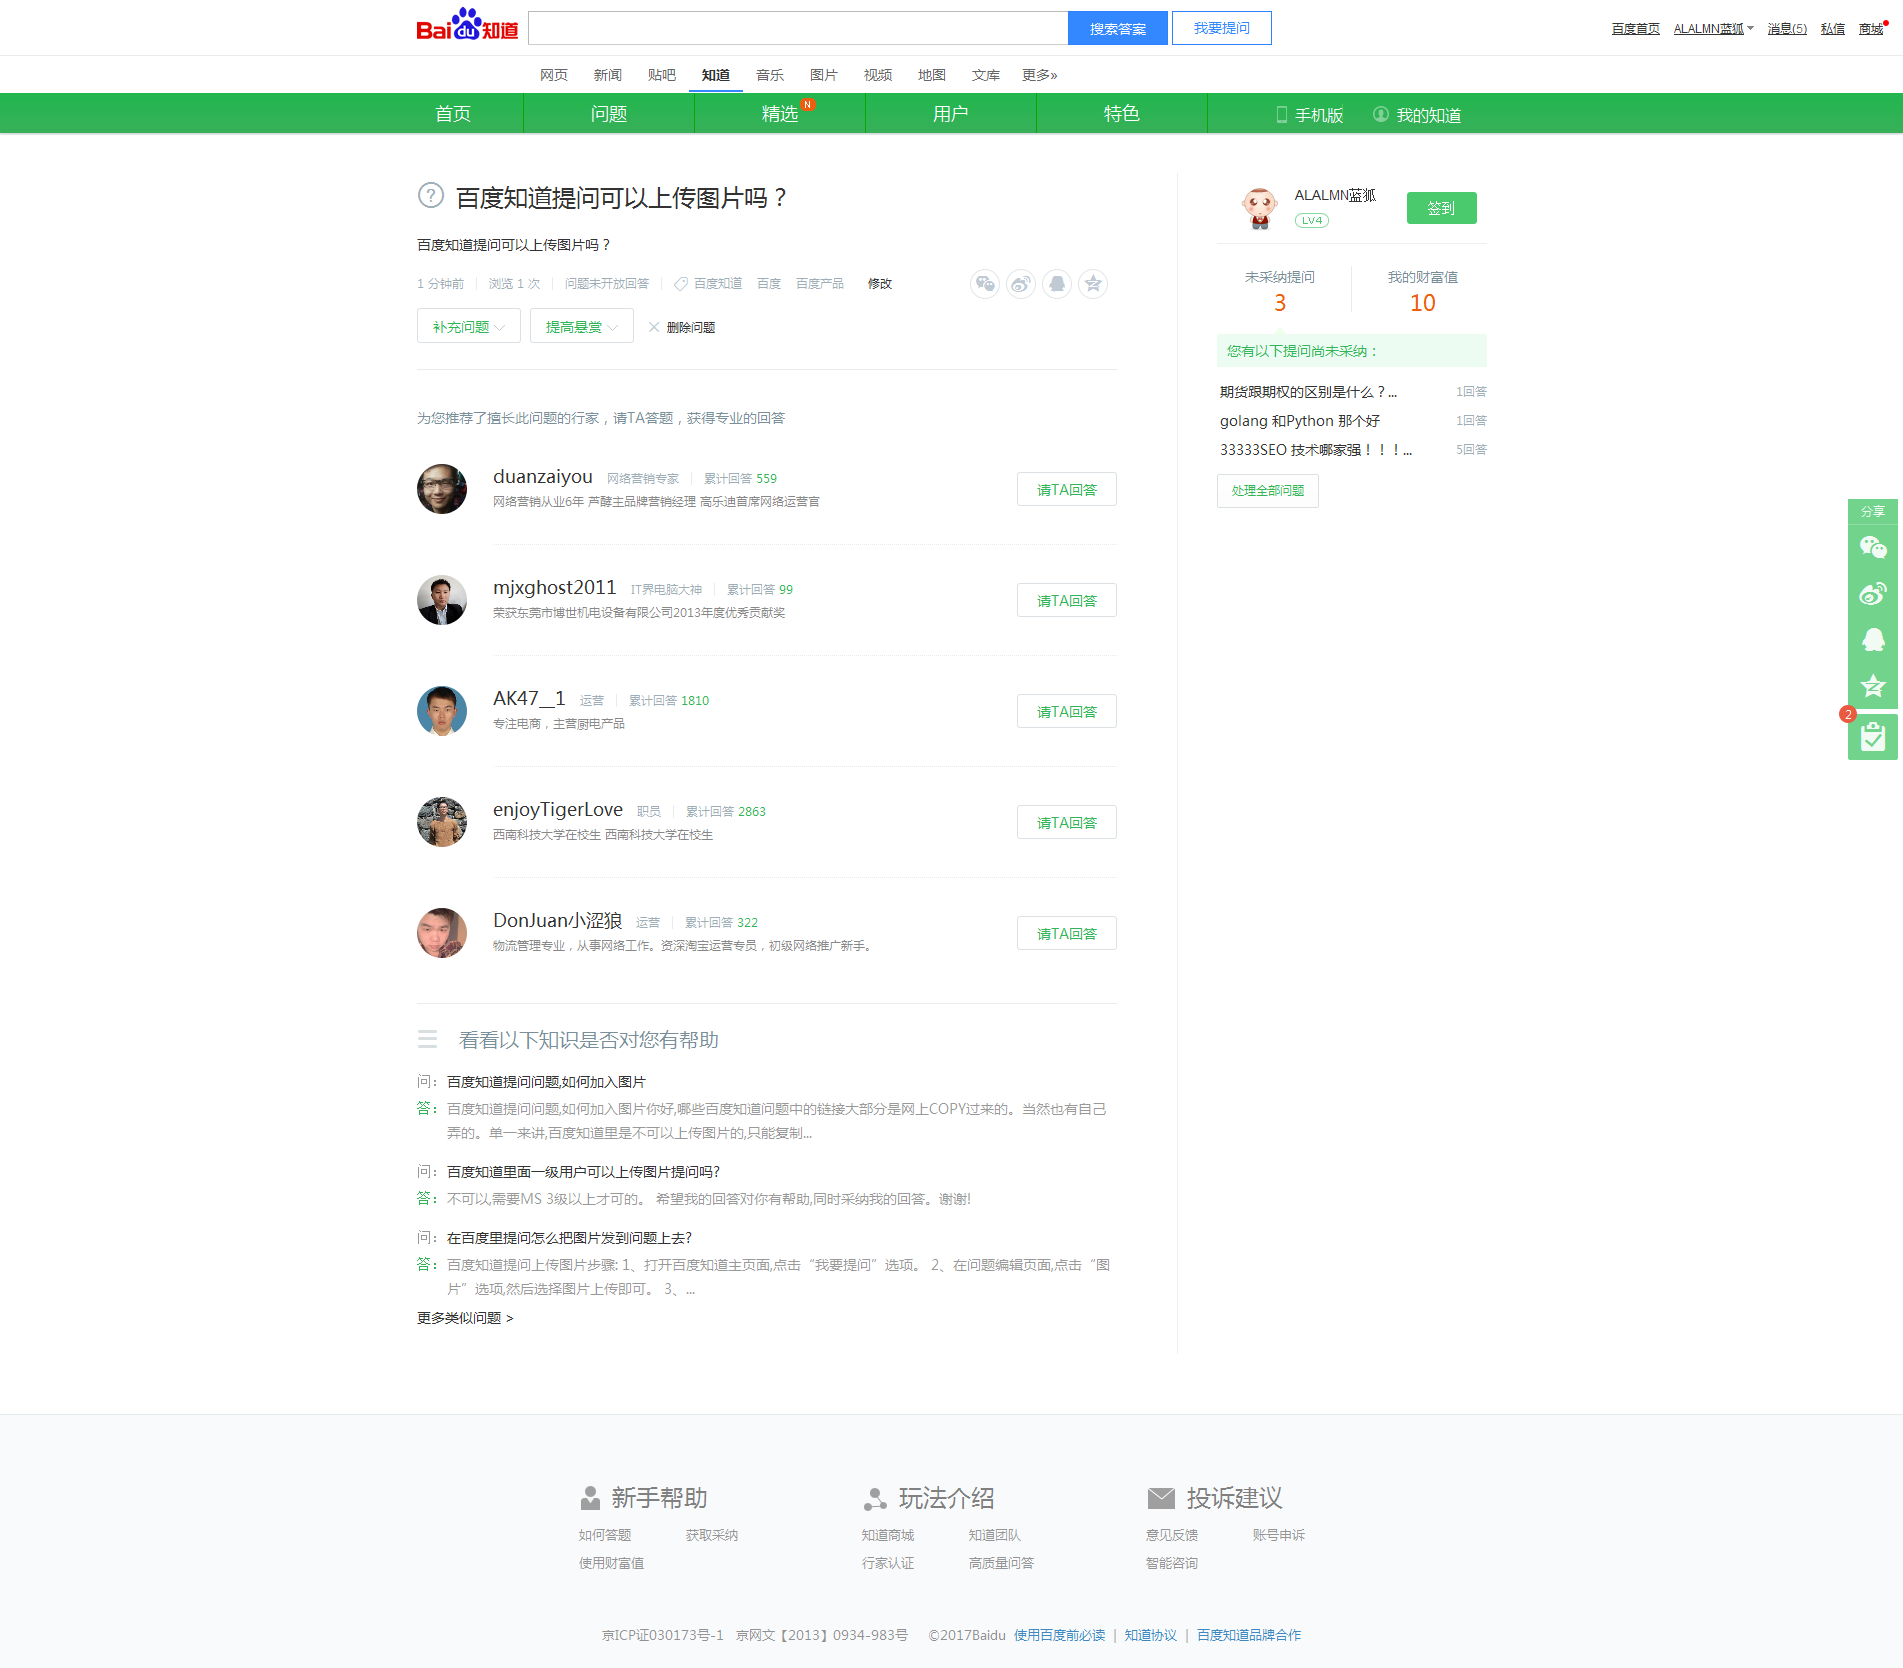 Baidu知道 搜索答案 我要提问 百度首页 ALALMN蓝狐 消息(5) 私信 商城
网页 新闻 贴吧 知道 音乐 图片 视频 地图 文库 更多»
首页 问题 精选 N 用户 特色 手机版 我的知道
? 百度知道提问可以上传图片吗？
百度知道提问可以上传图片吗？
1 分钟前 浏览 1 次 问题未开放回答 百度知道 百度 百度产品 修改
补充问题 提高悬赏 删除问题
为您推荐了擅长此问题的行家，请TA答题，获得专业的回答
duanzaiyou 网络营销专家 累计回答 559
网络营销从业6年 芦酵主品牌营销经理 高乐迪首席网络运营官
请TA回答
mjxghost2011 IT界电脑大神 累计回答 99
荣获东莞市博世机电设备有限公司2013年度优秀贡献奖
请TA回答
AK47__1 运营 累计回答 1810
专注电商，主营厨电产品
请TA回答
enjoyTigerLove 职员 累计回答 2863
西南科技大学在校生 西南科技大学在校生
请TA回答
DonJuan小涩狼 运营 累计回答 322
物流管理专业，从事网络工作。资深淘宝运营专员，初级网络推广新手。
请TA回答
看看以下知识是否对您有帮助
问： 百度知道提问问题,如何加入图片
答： 百度知道提问问题,如何加入图片你好,哪些百度知道问题中的链接大部分是网上COPY过来的。当然也有自己
弄的。单一来讲,百度知道里是不可以上传图片的,只能复制...
问： 百度知道里面一级用户可以上传图片提问吗?
答： 不可以,需要MS 3级以上才可的。 希望我的回答对你有帮助,同时采纳我的回答。谢谢!
问： 在百度里提问怎么把图片发到问题上去?
答： 百度知道提问上传图片步骤: 1、打开百度知道主页面,点击“我要提问”选项。 2、在问题编辑页面,点击“图
片”选项,然后选择图片上传即可。 3、...
更多类似问题 >
ALALMN蓝狐
LV4
签到
未采纳提问 我的财富值
3 10
您有以下提问尚未采纳：
期货跟期权的区别是什么？... 1回答
golang 和Python 那个好 1回答
33333SEO 技术哪家强！！！... 5回答
处理全部问题
分享
2
新手帮助 玩法介绍 投诉建议
如何答题 获取采纳 知道商城 知道团队 意见反馈 账号申诉
使用财富值 行家认证 高质量问答 智能咨询
京ICP证030173号-1 京网文【2013】0934-983号 ©2017Baidu 使用百度前必读 | 知道协议 | 百度知道品牌合作